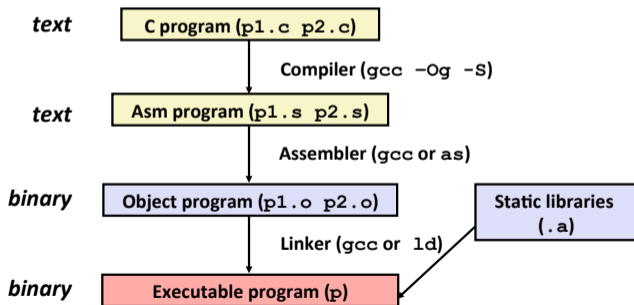 text
C program (p1.c p2.c)
Compiler (gcc –Og -S)
text
Asm program (p1.s p2.s)
Assembler (gcc or as)
binary
Object program (p1.o p2.o)
Static libraries
(.a)
Linker (gcc or ld)
binary
Executable program (p)